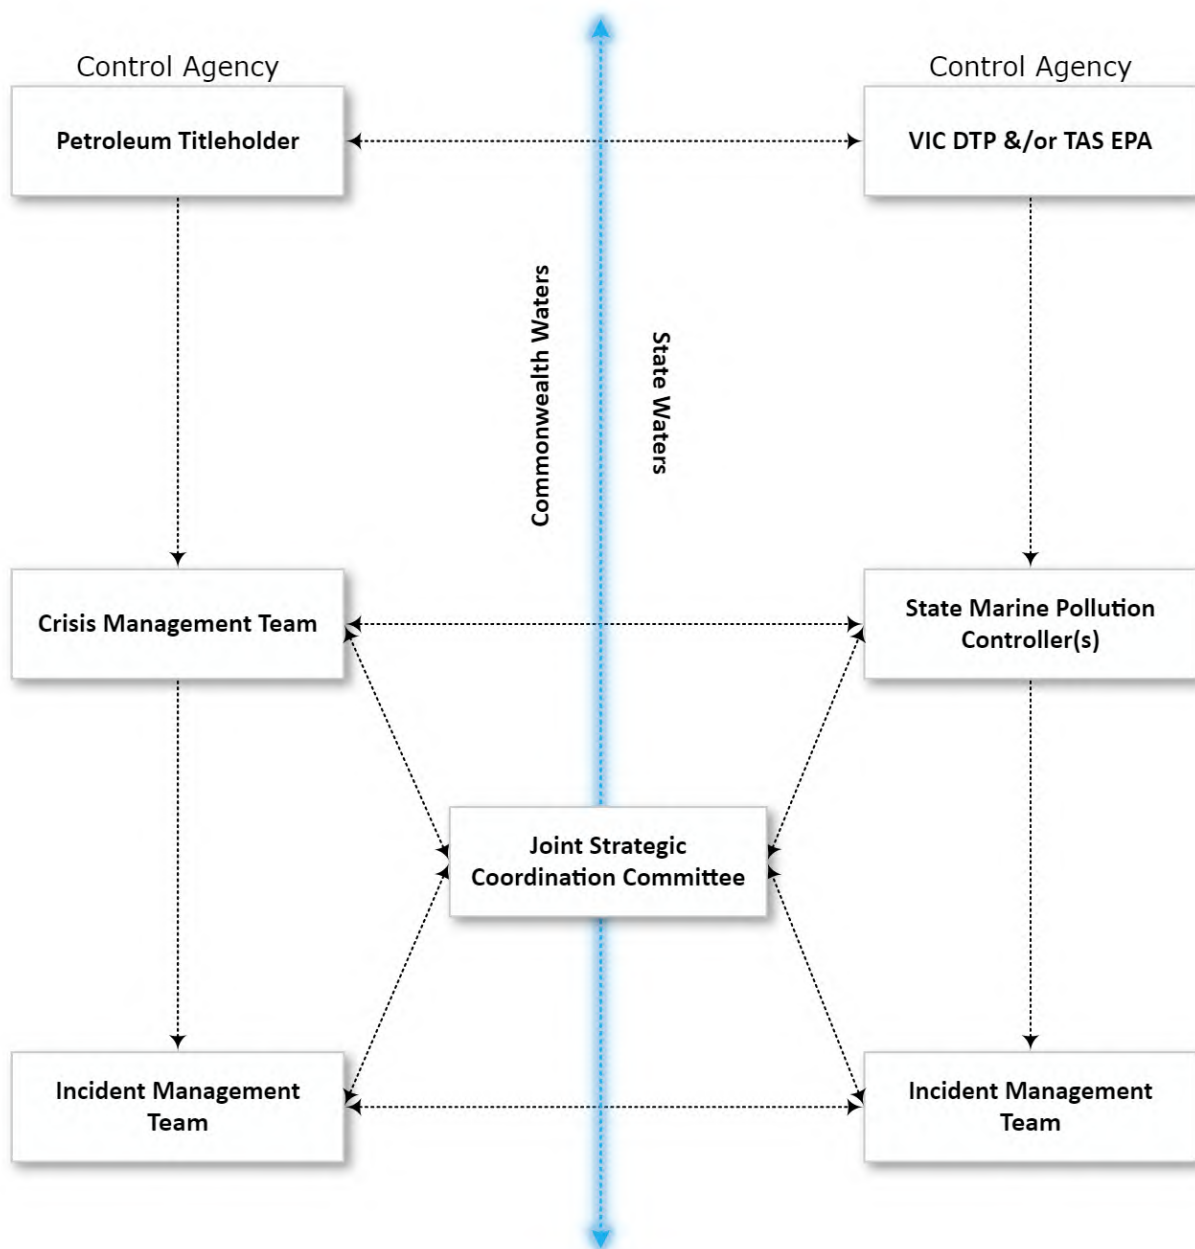 Control Agency
Control Agency
Petroleum Titleholder
VIC DTP &/or TAS EPA
Commonwealth Waters
State Waters
Crisis Management Team
State Marine Pollution
Controller(s)
Joint Strategic
Coordination Committee
Incident Management
Team
Incident Management
Team